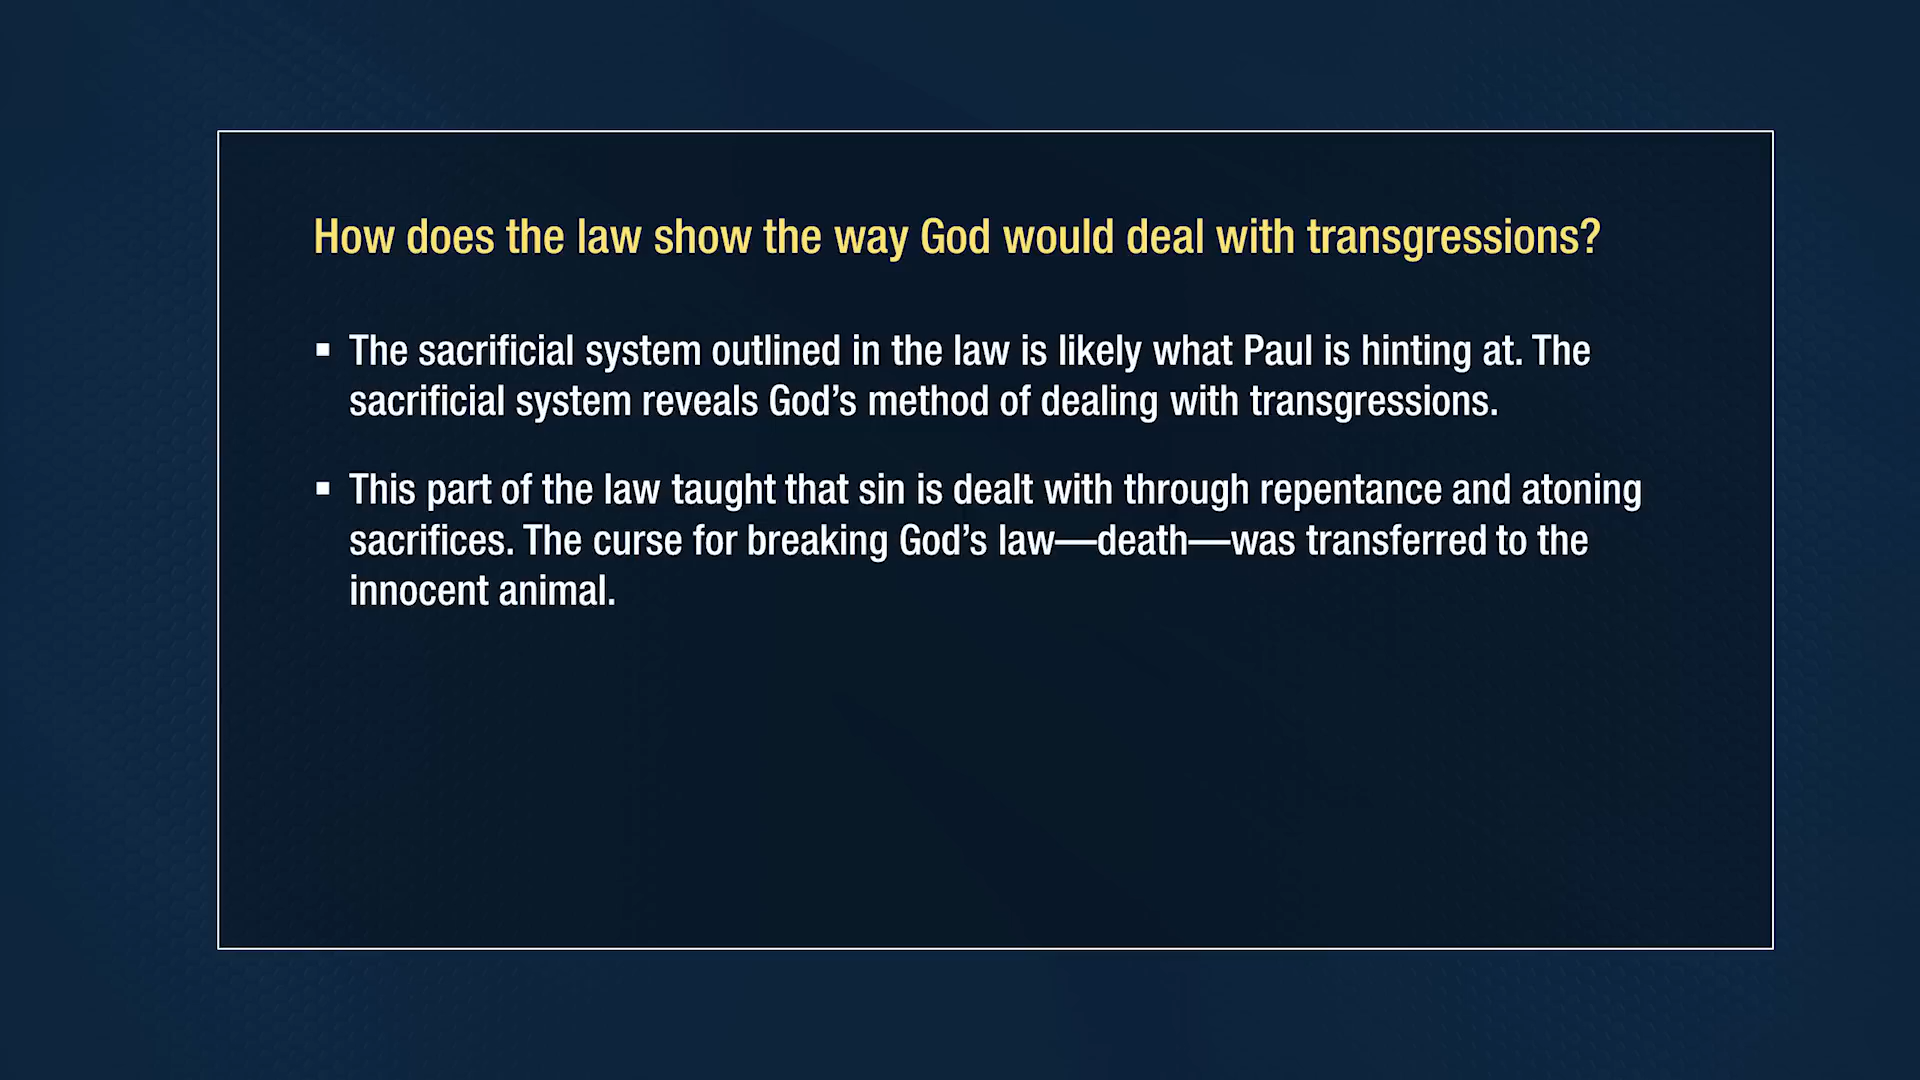 How does the law show the way God would deal with transgressions?
▪ The sacrificial system outlined in the law is likely what Paul is hinting at. The
sacrificial system reveals God’s method of dealing with transgressions.
▪ This part of the law taught that sin is dealt with through repentance and atoning
sacrifices. The curse for breaking God’s law—death—was transferred to the
innocent animal.